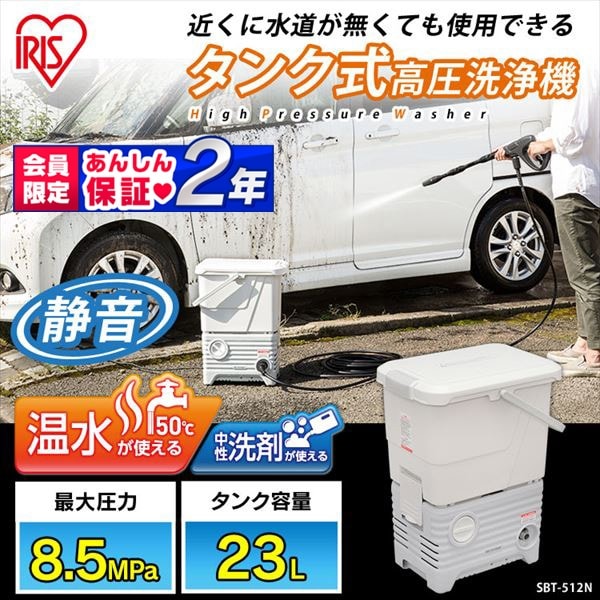 IRIS
近くに水道が無くても使用できる
タンク式高圧洗浄機
High Pressure Washer
会員限定
あんしん保証
2年
静音
温水が使える
50℃
中性洗剤が使える
最大圧力
8.5MPa
タンク容量
23L
SBT-512N